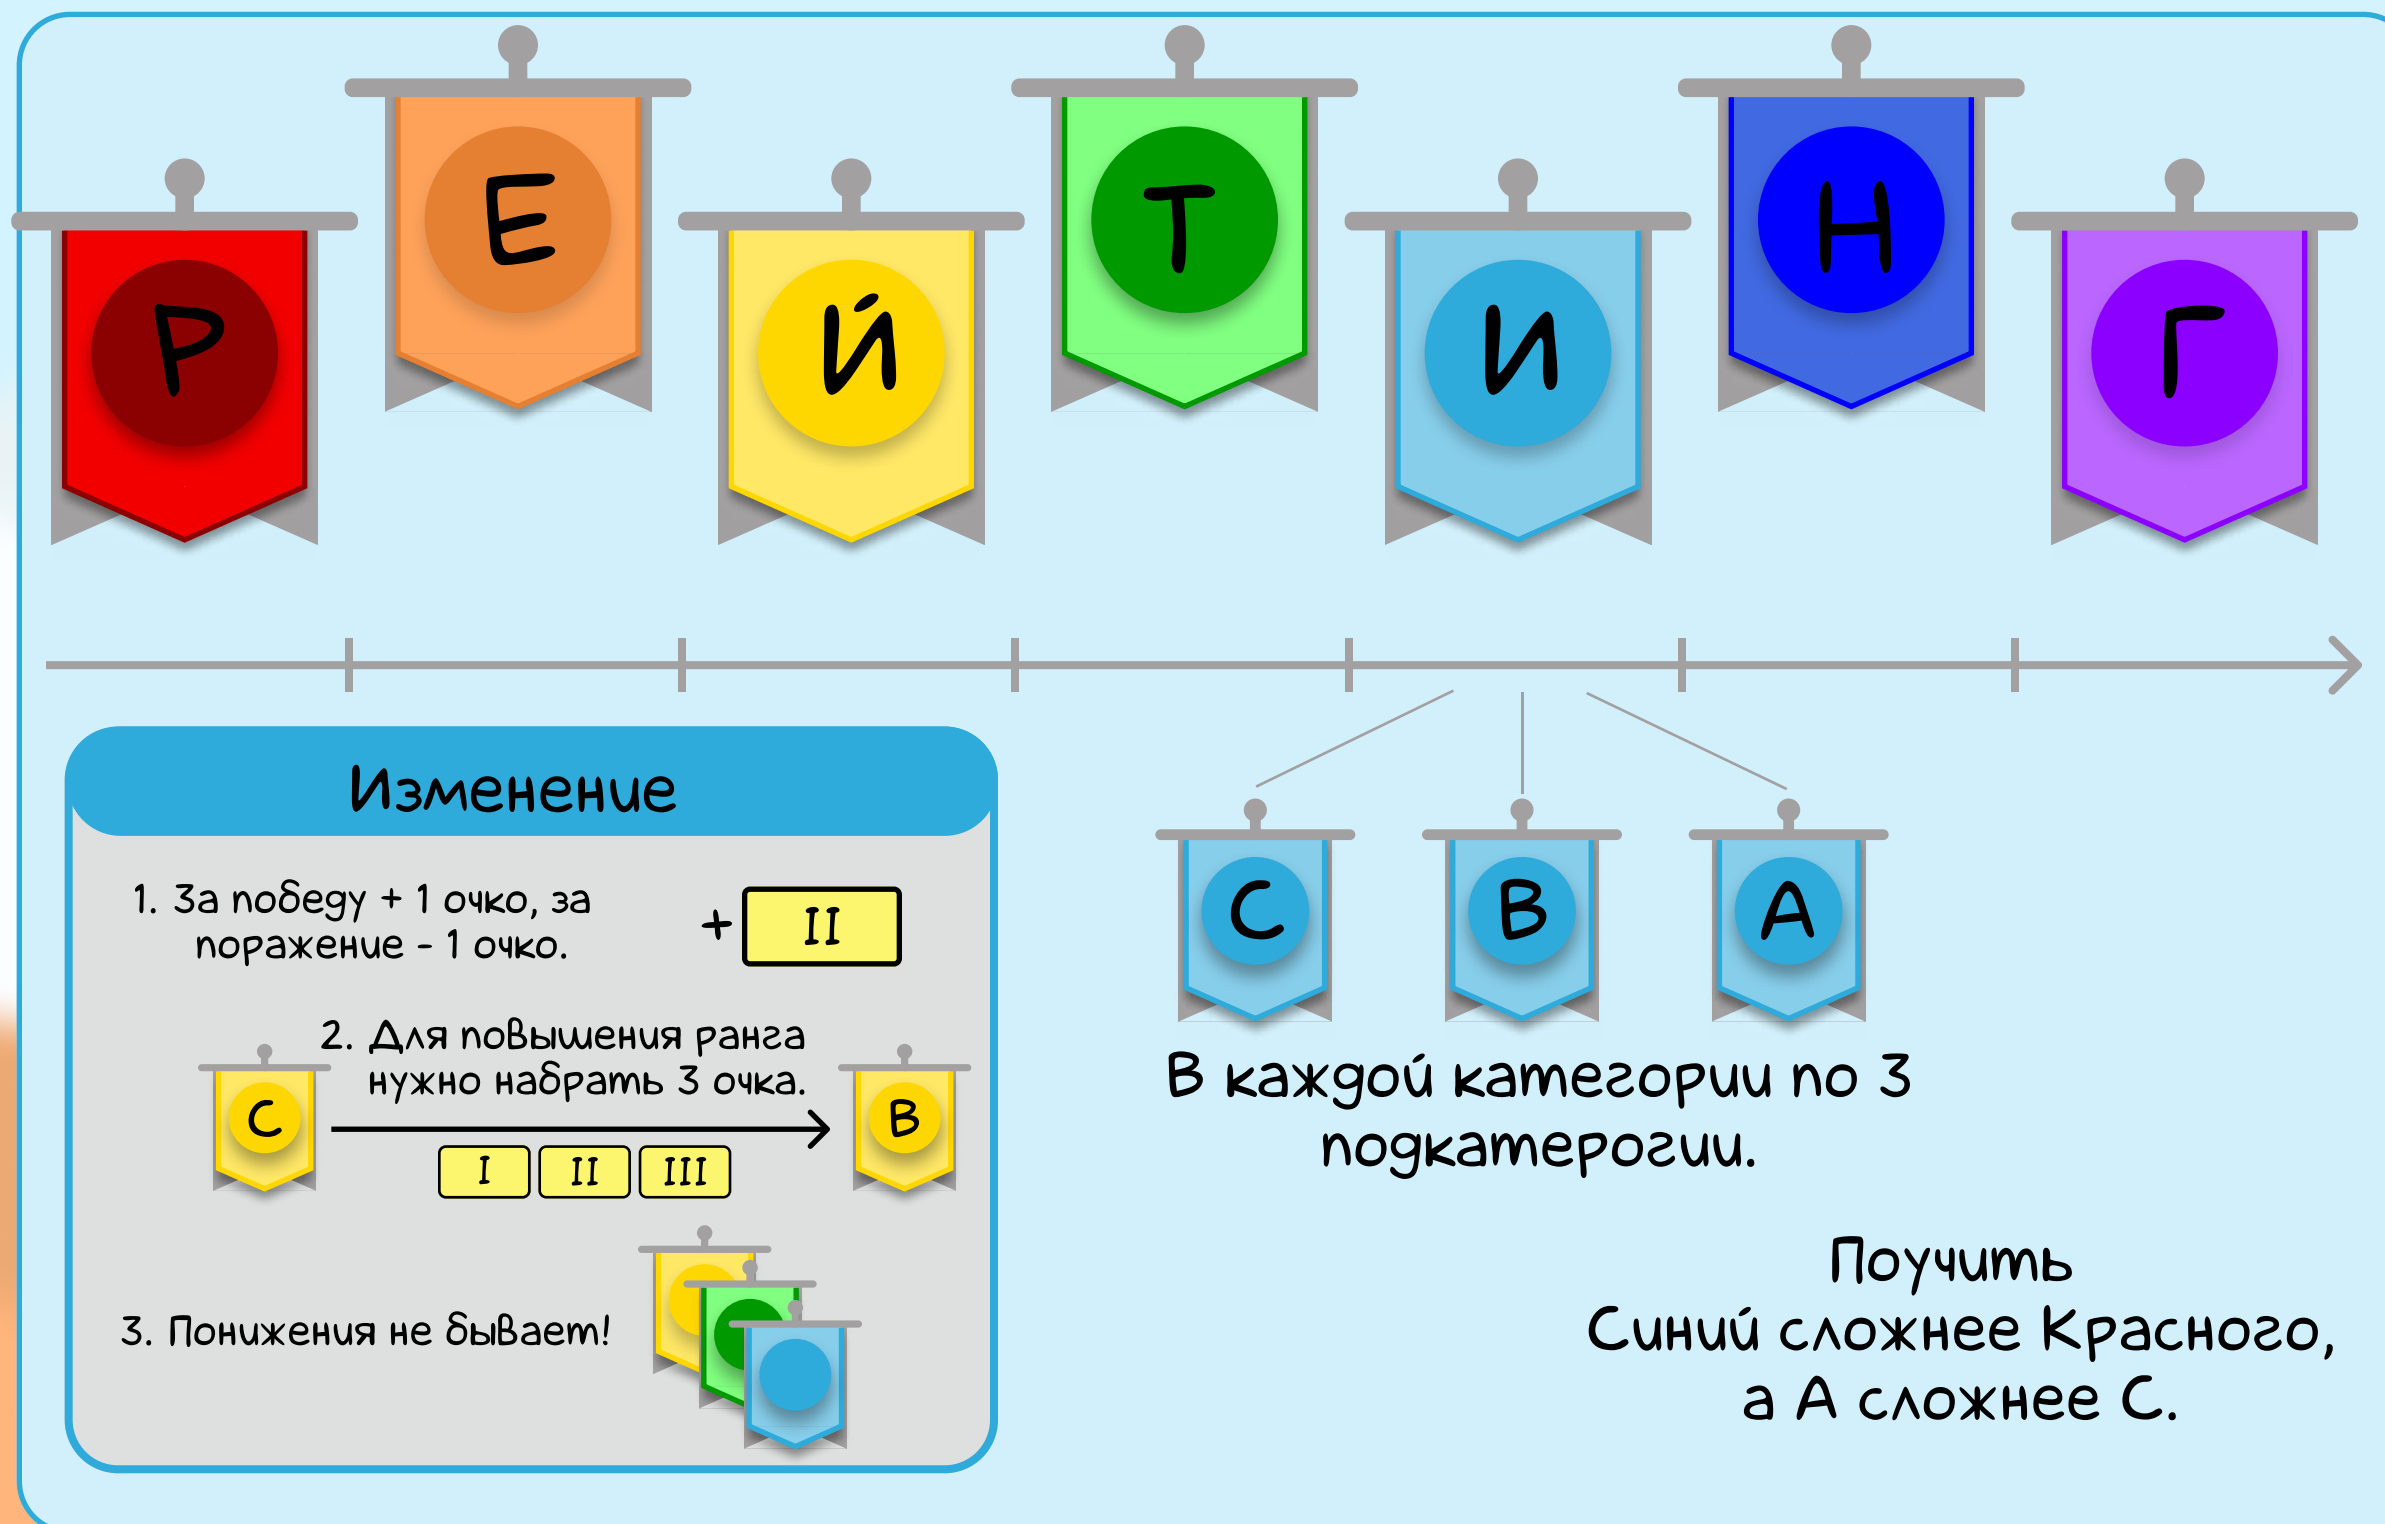 Р Е Й Т И Н Г
Изменение
1. За победу + 1 очко, за
поражение - 1 очко.
+ II
2. Для повышения ранга
нужно набрать 3 очка.
С
В
I II III
3. Понижения не бывает!
С В А
В каждой категории по 3
подкатерогии.
Поучить
Синий сложнее Красного,
а А сложнее С.